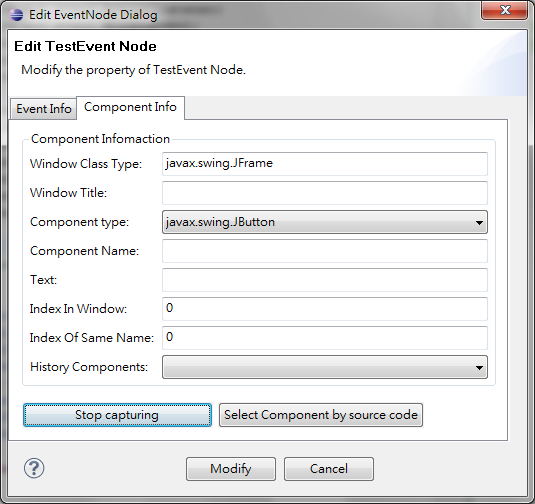 Edit EventNode Dialog
Edit TestEvent Node
Modify the property of TestEvent Node.
Event Info
Component Info
Component Infomaction
Window Class Type: javax.swing.JFrame
Window Title:
Component type: javax.swing.JButton
Component Name:
Text:
Index In Window: 0
Index Of Same Name: 0
History Components:
Stop capturing
Select Component by source code
?
Modify
Cancel